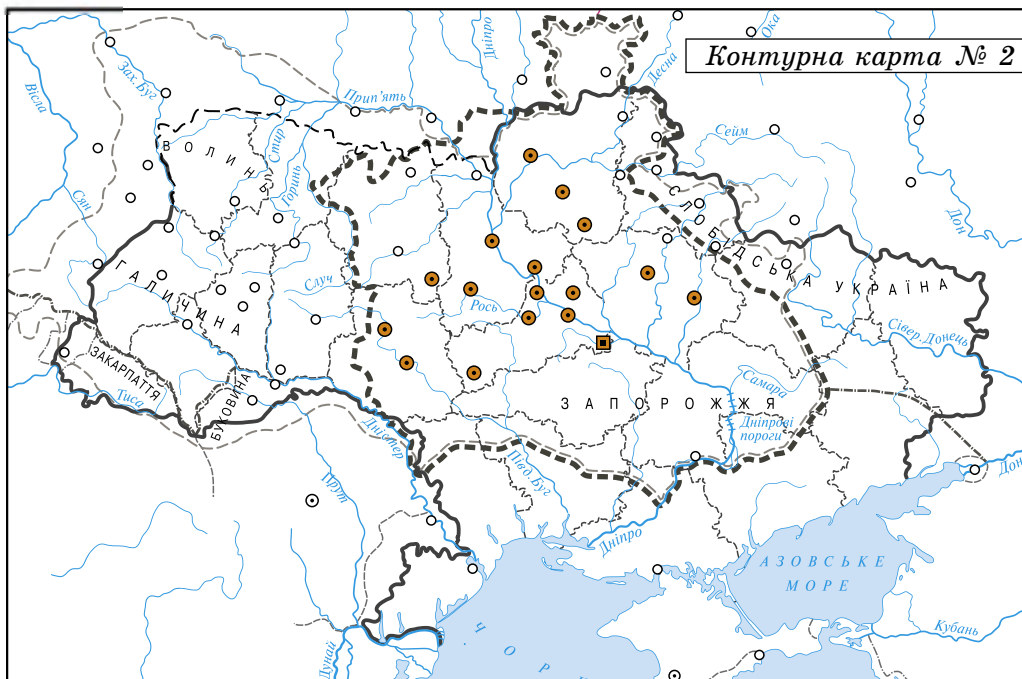 Контурна карта № 2
Ока
Дніпро
Десна
Зах.Буг
Вісла
Прип'ять
Сейм
Стир
ВОЛИНЬ
Горинь
Сян
СЛОБІДСЬКА УКРАЇНА
Дон
ГАЛИЧИНА
Случ
Рось
Сівер.Донець
ЗАКАРПАТТЯ
Тиса
БУКОВИНА
Самара
ЗАПОРОЖЖЯ
Дніпрові
пороги
Дністер
Півд.Буг
Прут
Дон
Дніпро
АЗОВСЬКЕ
МОРЕ
Кубань
Дунай
ЧОР